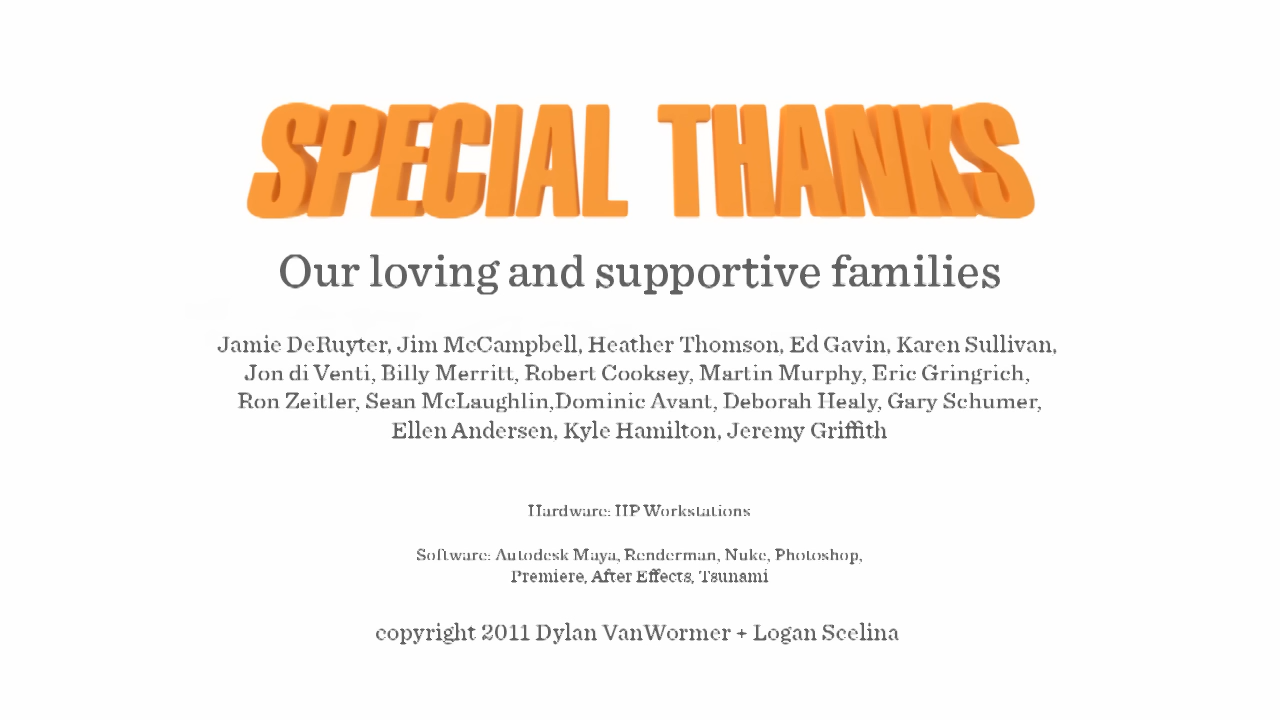 SPECIAL THANKS
Our loving and supportive families
Jamie DeRuyter, Jim McCampbell, Heather Thomson, Ed Gavin, Karen Sullivan,
Jon di Venti, Billy Merritt, Robert Cooksey, Martin Murphy, Eric Gringrich,
Ron Zeitler, Sean McLaughlin,Dominic Avant, Deborah Healy, Gary Schumer,
Ellen Andersen, Kyle Hamilton, Jeremy Griffith
Hardware: HP Workstations
Software: Autodesk Maya, Renderman, Nuke, Photoshop,
Premiere, After Effects, Tsunami
copyright 2011 Dylan VanWormer + Logan Scelina